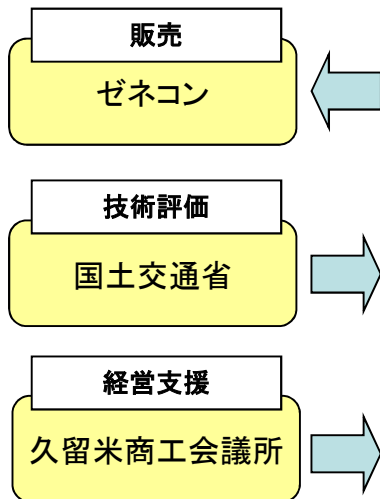 販売
ゼネコン
技術評価
国土交通省
経営支援
久留米商工会議所